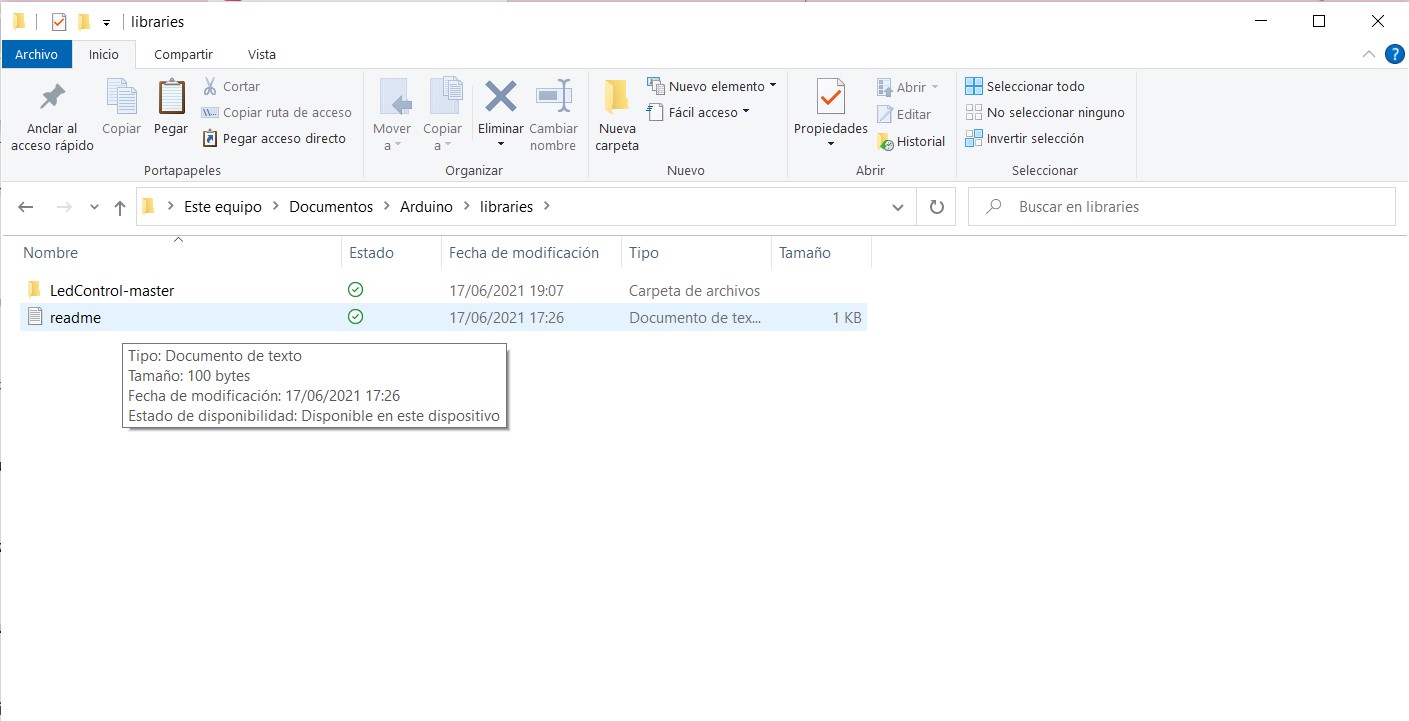 libraries
Archivo Inicio Compartir Vista
Anclar al acceso rápido
Copiar
Pegar
Cortar
Copiar ruta de acceso
Pegar acceso directo
Portapapeles
Mover a
Copiar a
Eliminar
Cambiar nombre
Organizar
Nueva carpeta
Nuevo elemento
Fácil acceso
Nuevo
Propiedades
Abrir
Editar
Historial
Abrir
Seleccionar todo
No seleccionar ninguno
Invertir selección
Seleccionar
Este equipo > Documentos > Arduino > libraries >
Buscar en libraries
Nombre Estado Fecha de modificación Tipo Tamaño
LedControl-master 17/06/2021 19:07 Carpeta de archivos
readme 17/06/2021 17:26 Documento de tex... 1 KB
Tipo: Documento de texto
Tamaño: 100 bytes
Fecha de modificación: 17/06/2021 17:26
Estado de disponibilidad: Disponible en este dispositivo